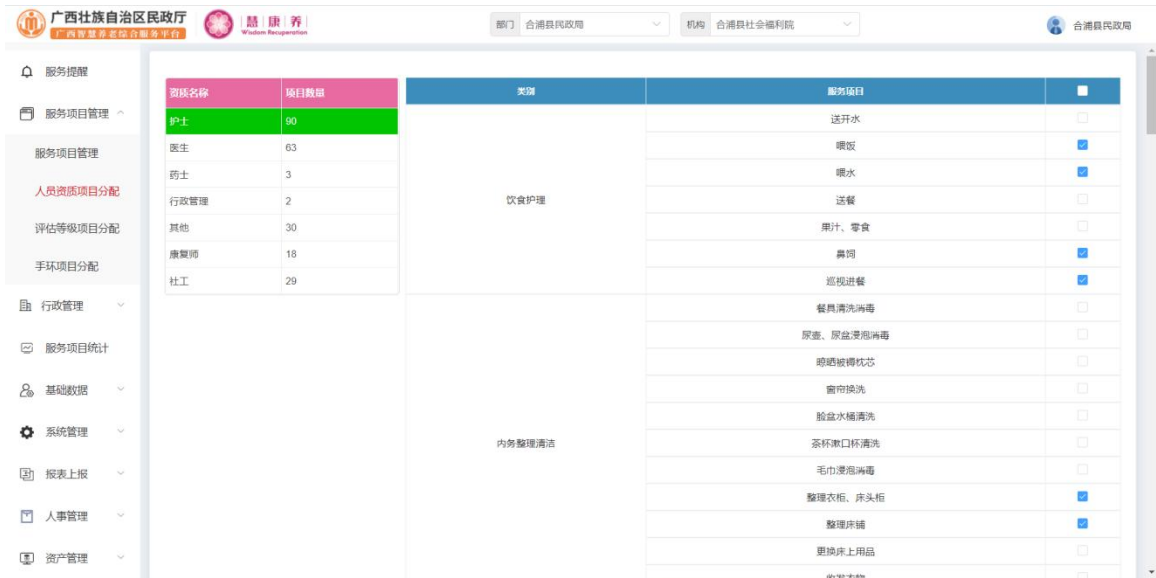 广西壮族自治区民政厅
广西智慧养老综合服务平台
慧康养
Wisdom Recuperation
部门 合浦县民政局
机构 合浦县社会福利院
合浦县民政局
服务提醒
服务项目管理
服务项目管理
人员资质项目分配
评估等级项目分配
手环项目分配
行政管理
服务项目统计
基础数据
系统管理
报表上报
人事管理
资产管理
资质名称 项目数量
护士 90
医生 63
药士 3
行政管理 2
其他 30
康复师 18
社工 29
类别 服务项目
饮食护理
送开水
喂饭
喂水
送餐
果汁、零食
鼻饲
巡视进餐
内务整理清洁
餐具清洗消毒
尿壶、尿盆浸泡消毒
晾晒被褥枕芯
窗帘换洗
脸盆水桶清洗
茶杯漱口杯清洗
毛巾浸泡消毒
整理衣柜、床头柜
整理床铺
更换床上用品